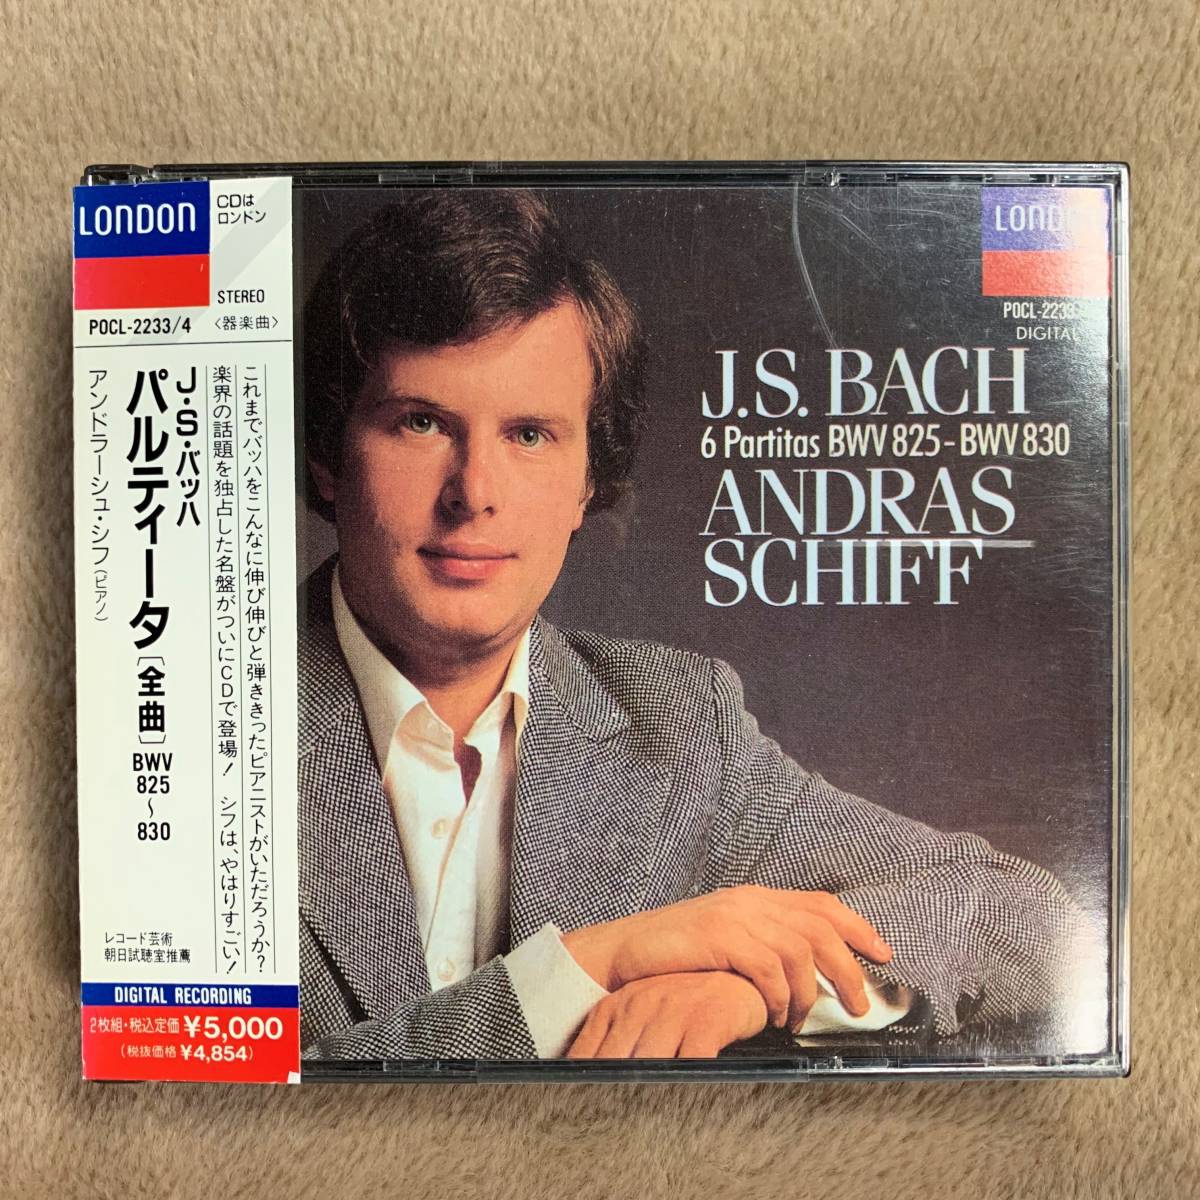 LONDON
CDは
ロンドン
STEREO
POCL-2233/4
〈器楽曲〉
J・S・バッハ
パルティータ［全曲］BWV 825〜830
アンドラーシュ・シフ（ピアノ）
これまでバッハをこんなに伸び伸びと弾ききったピアニストがいただろうか？
楽界の話題を独占した名盤がついにCDで登場！ シフは、やはりすごい！
レコード芸術
朝日試聴室推薦
DIGITAL RECORDING
2枚組・税込定価¥5,000
(税抜価格 ¥4,854)
POCL-2233
DIGITAL
J.S. BACH
6 Partitas BWV 825-BWV 830
ANDRAS
SCHIFF